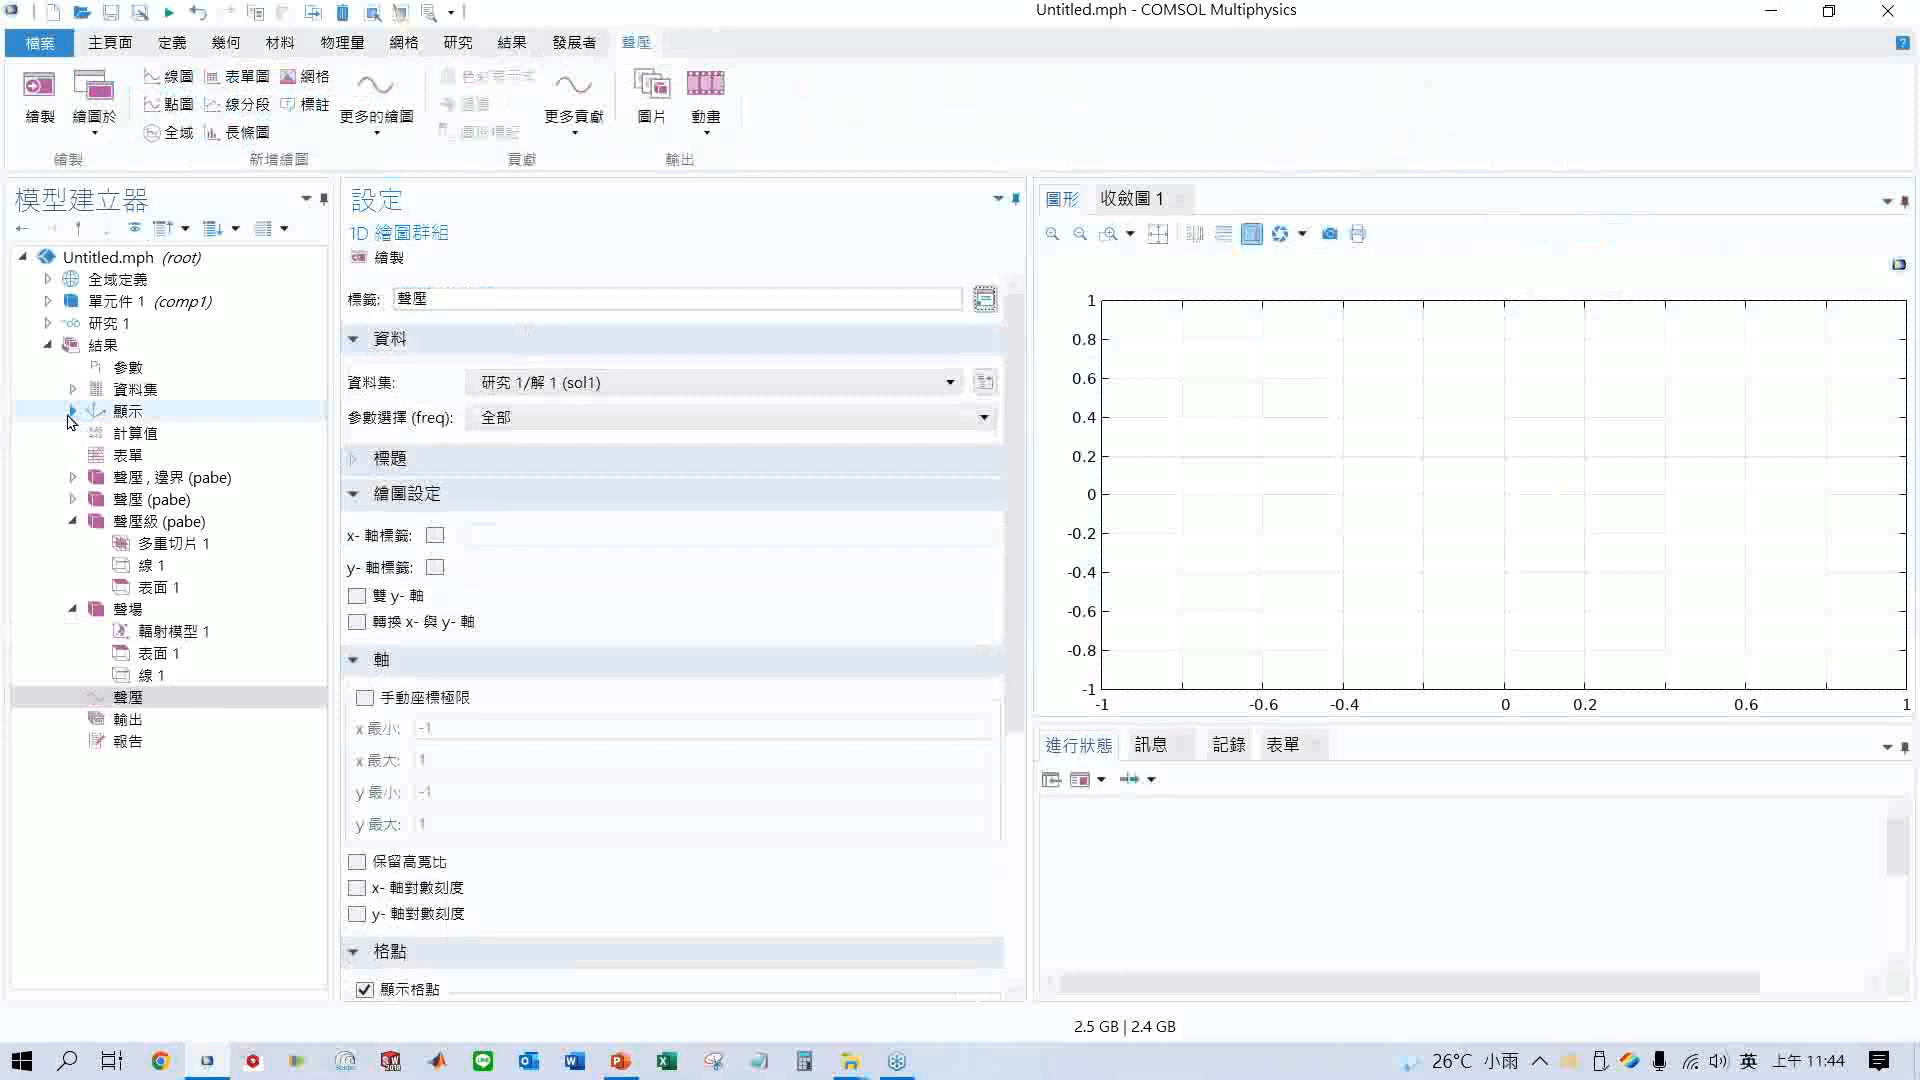 Untitled.mph - COMSOL Multiphysics
檔案 主頁面 定義 幾何 材料 物理量 網格 研究 結果 發展者 聲壓
線圖 表單圖 網格
點圖 線分段 標註
全域 長條圖
繪製 繪圖於 更多的繪圖 更多貢獻 圖片 動畫
繪製 新增繪圖 貢獻 輸出
模型建立器
Untitled.mph (root)
全域定義
單元件 1 (comp1)
研究 1
結果
參數
資料集
顯示
計算值
表單
聲壓 , 邊界 (pabe)
聲壓 (pabe)
聲壓級 (pabe)
多重切片 1
線 1
表面 1
聲場
輻射模型 1
表面 1
線 1
聲壓
輸出
報告
設定
1D 繪圖群組
繪製
標籤: 聲壓
資料
資料集: 研究 1/解 1 (sol1)
參數選擇 (freq): 全部
標題
繪圖設定
x- 軸標籤:
y- 軸標籤:
雙 y- 軸
轉換 x- 與 y- 軸
軸
手動座標極限
x 最小: -1
x 最大: 1
y 最小: -1
y 最大: 1
保留高寬比
x- 軸對數刻度
y- 軸對數刻度
格點
顯示格點
圖形 收斂圖 1
1
0.8
0.6
0.4
0.2
0
-0.2
-0.4
-0.6
-0.8
-1
-1 -0.6 -0.4 0 0.2 0.6 1
進行狀態 訊息 記錄 表單
2.5 GB | 2.4 GB
26°C 小雨 英 上午 11:44